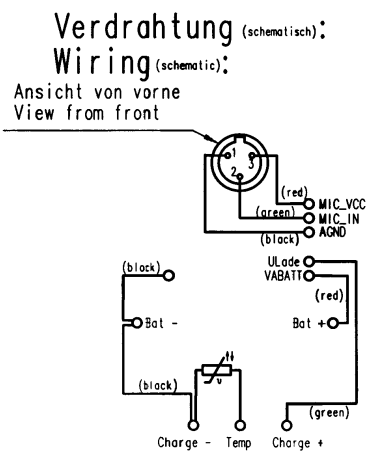 Verdrahtung (schematisch):
Wiring (schematic):
Ansicht von vorne
View from front
1 3
2
(red)
MIC_VCC
(green)
MIC_IN
(black)
AGND
(black)
ULade
VABATT
(red)
Bat -
Bat +
(black)
υ
(green)
Charge - Temp Charge +